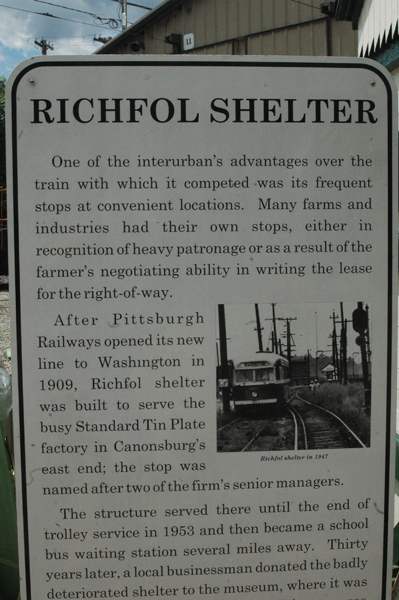 11
RICHFOL SHELTER
One of the interurban's advantages over the
train with which it competed was its frequent
stops at convenient locations. Many farms and
industries had their own stops, either in
recognition of heavy patronage or as a result of the
farmer's negotiating ability in writing the lease
for the right-of-way.
After Pittsburgh
Railways opened its new
line to Washington in
1909, Richfol shelter
was built to serve the
busy Standard Tin Plate
factory in Canonsburg's
east end; the stop was
named after two of the firm's senior managers.
Richfol shelter in 1947
The structure served there until the end of
trolley service in 1953 and then became a school
bus waiting station several miles away. Thirty
years later, a local businessman donated the badly
deteriorated shelter to the museum, where it was